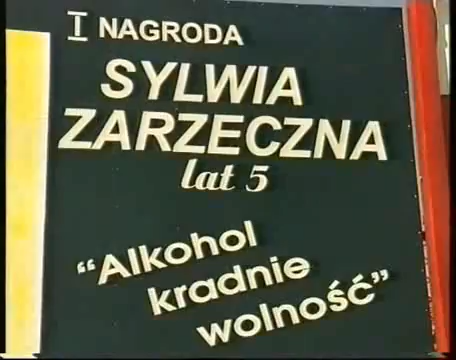 I NAGRODA
SYLWIA
ZARZECZNA
lat 5
“Alkohol
kradnie
wolność”